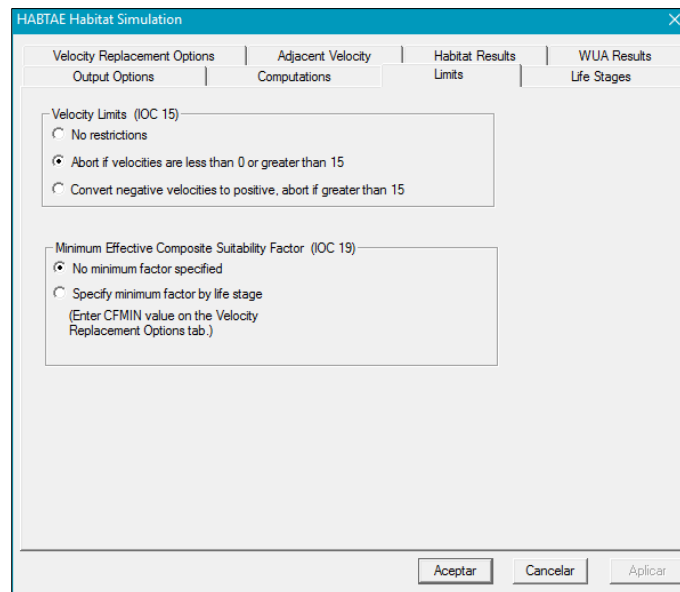 HABTAE Habitat Simulation
Velocity Replacement Options
Adjacent Velocity
Habitat Results
WUA Results
Output Options
Computations
Limits
Life Stages
Velocity Limits (IOC 15)
No restrictions
Abort if velocities are less than 0 or greater than 15
Convert negative velocities to positive, abort if greater than 15
Minimum Effective Composite Suitability Factor (IOC 19)
No minimum factor specified
Specify minimum factor by life stage
(Enter CFMIN value on the Velocity
Replacement Options tab.)
Aceptar
Cancelar
Aplicar